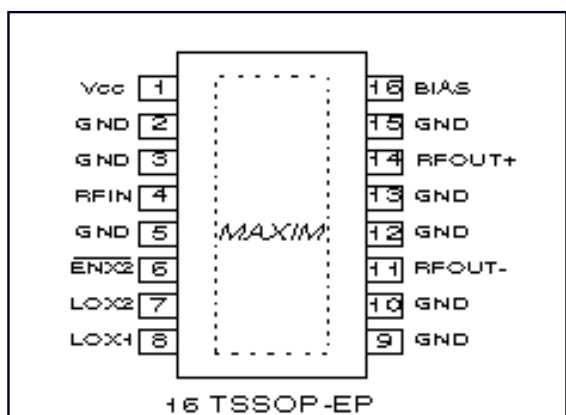 Vcc 1 16 BIAS
GND 2 15 GND
GND 3 14 RFOUT+
RFIN 4 13 GND
GND 5 MAXIM 12 GND
ENX2 6 11 RFOUT-
LOX2 7 10 GND
LOX1 8 9 GND
16 TSSOP-EP